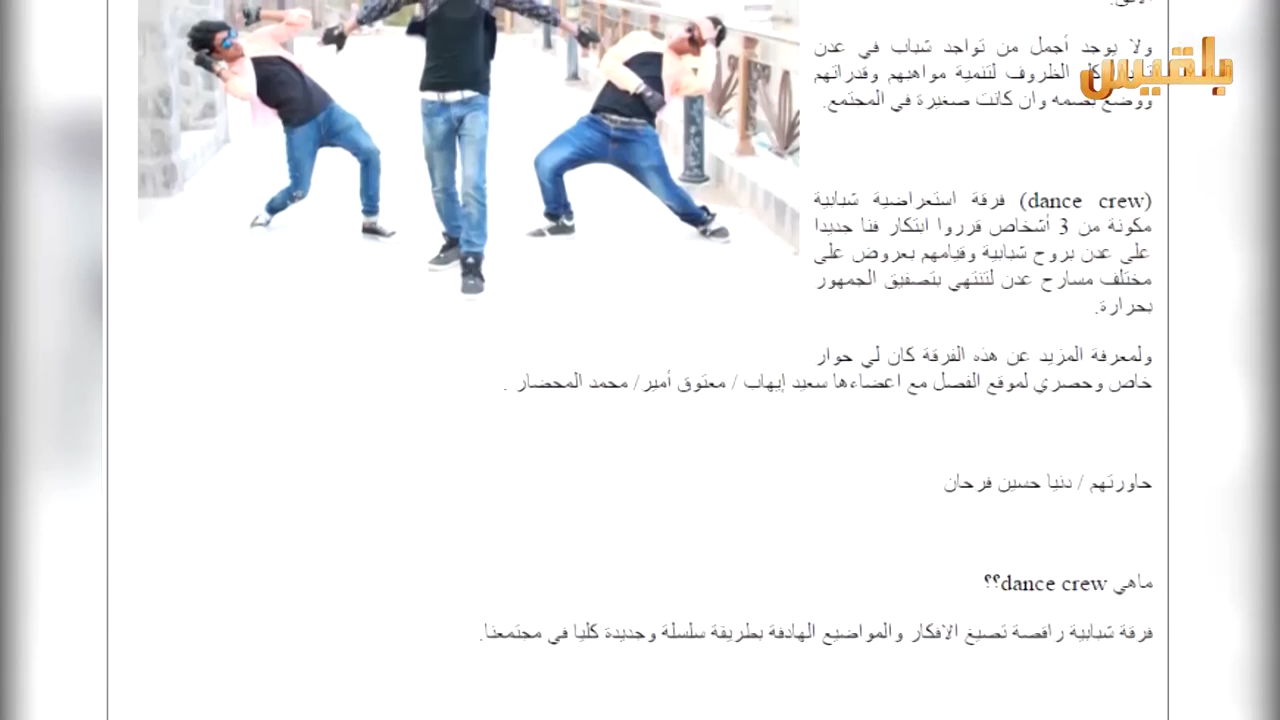 بلقيس
ولا يوجد أجمل من تواجد شباب في عدن
كل الظروف لتنمية مواهبهم وقدراتهم
ووضع بصمه وان كانت صغيرة في المجتمع.
(dance crew) فرقة استعراضية شبابية
مكونة من 3 أشخاص قرروا ابتكار فنا جديدا
على عدن بروح شبابية وقيامهم بعروض على
مختلف مسارح عدن لتنتهي بتصفيق الجمهور
بحرارة.
ولمعرفة المزيد عن هذه الفرقة كان لي حوار
خاص وحصري لموقع الفصل مع اعضاءها سعيد إيهاب / معتوق أمير/ محمد المحضار .
حاورتهم / دنيا حسين فرحان
ماهي dance crew؟؟
فرقة شبابية راقصة تصيغ الافكار والمواضيع الهادفة بطريقة سلسلة وجديدة كليا في مجتمعنا.